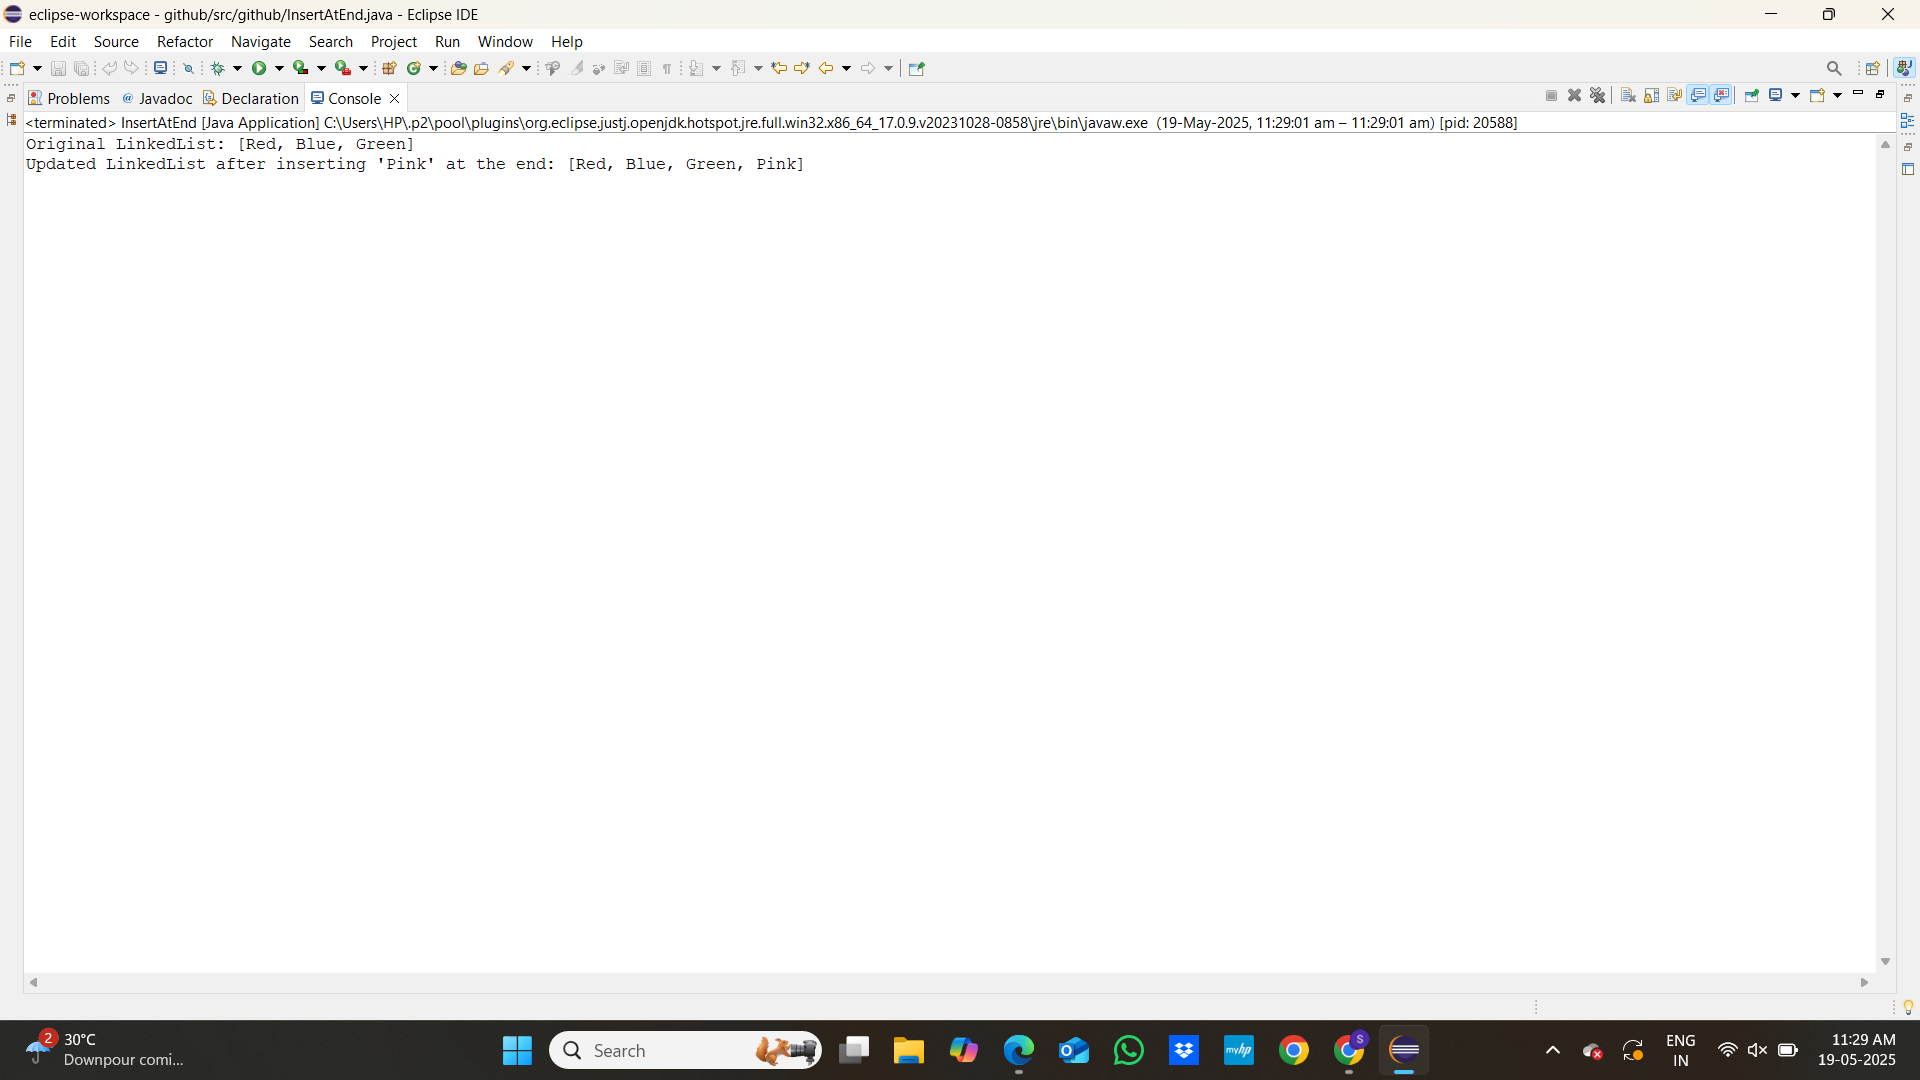 eclipse-workspace - github/src/github/InsertAtEnd.java - Eclipse IDE
File Edit Source Refactor Navigate Search Project Run Window Help
Problems @ Javadoc Declaration Console
<terminated> InsertAtEnd [Java Application] C:\Users\HP\.p2\pool\plugins\org.eclipse.justj.openjdk.hotspot.jre.full.win32.x86_64_17.0.9.v20231028-0858\jre\bin\javaw.exe (19-May-2025, 11:29:01 am – 11:29:01 am) [pid: 20588]
Original LinkedList: [Red, Blue, Green]
Updated LinkedList after inserting 'Pink' at the end: [Red, Blue, Green, Pink]
2
30°C
Downpour comi...
Search
myhp
S
ENG
IN
11:29 AM
19-05-2025